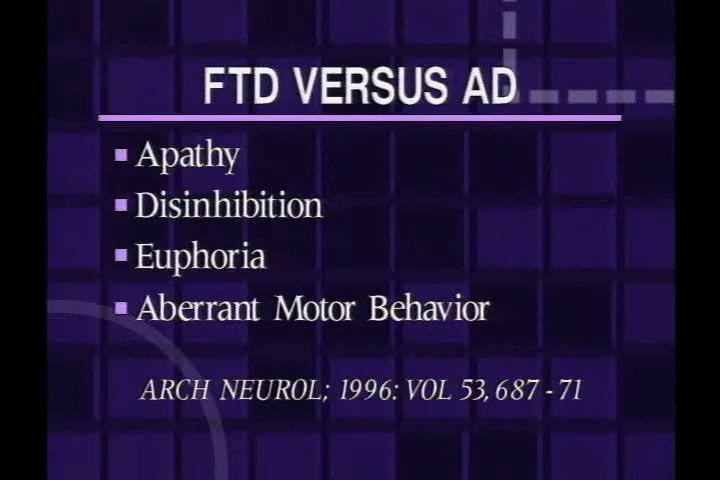 FTD VERSUS AD
Apathy
Disinhibition
Euphoria
Aberrant Motor Behavior
ARCH NEUROL; 1996: VOL 53, 687 - 71